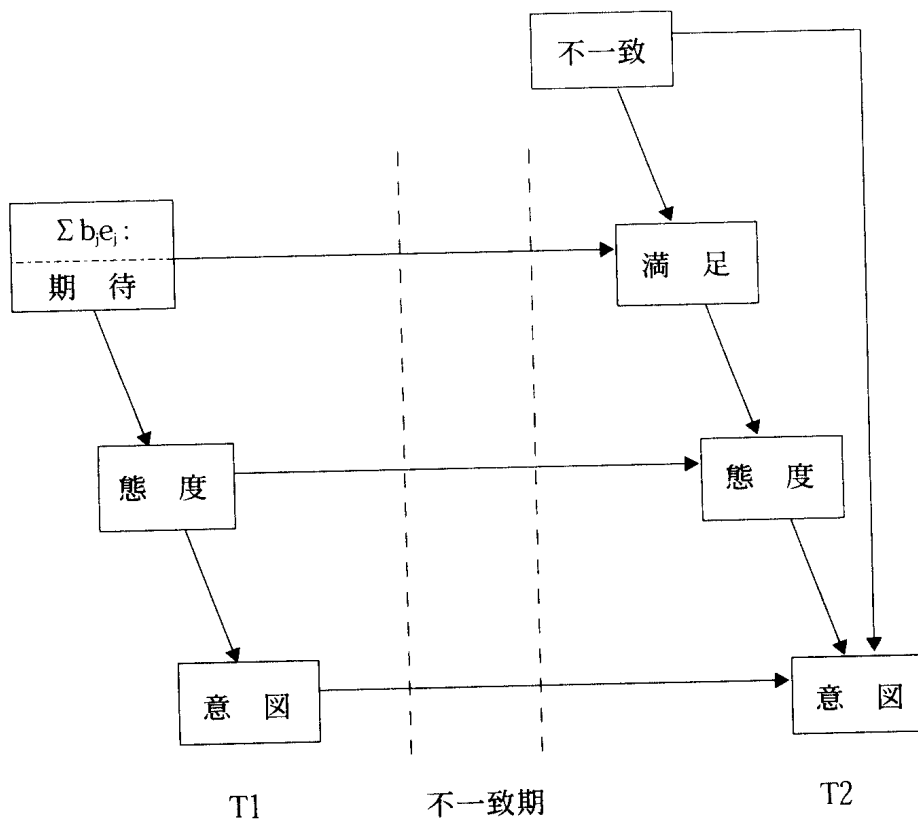 不一致
Σbjej:
期 待
満 足
態 度
態 度
意 図
意 図
T1
不一致期
T2